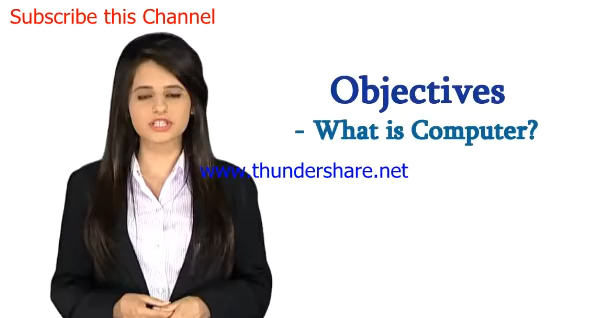 Subscribe this Channel
Objectives
- What is Computer?
www.thundershare.net